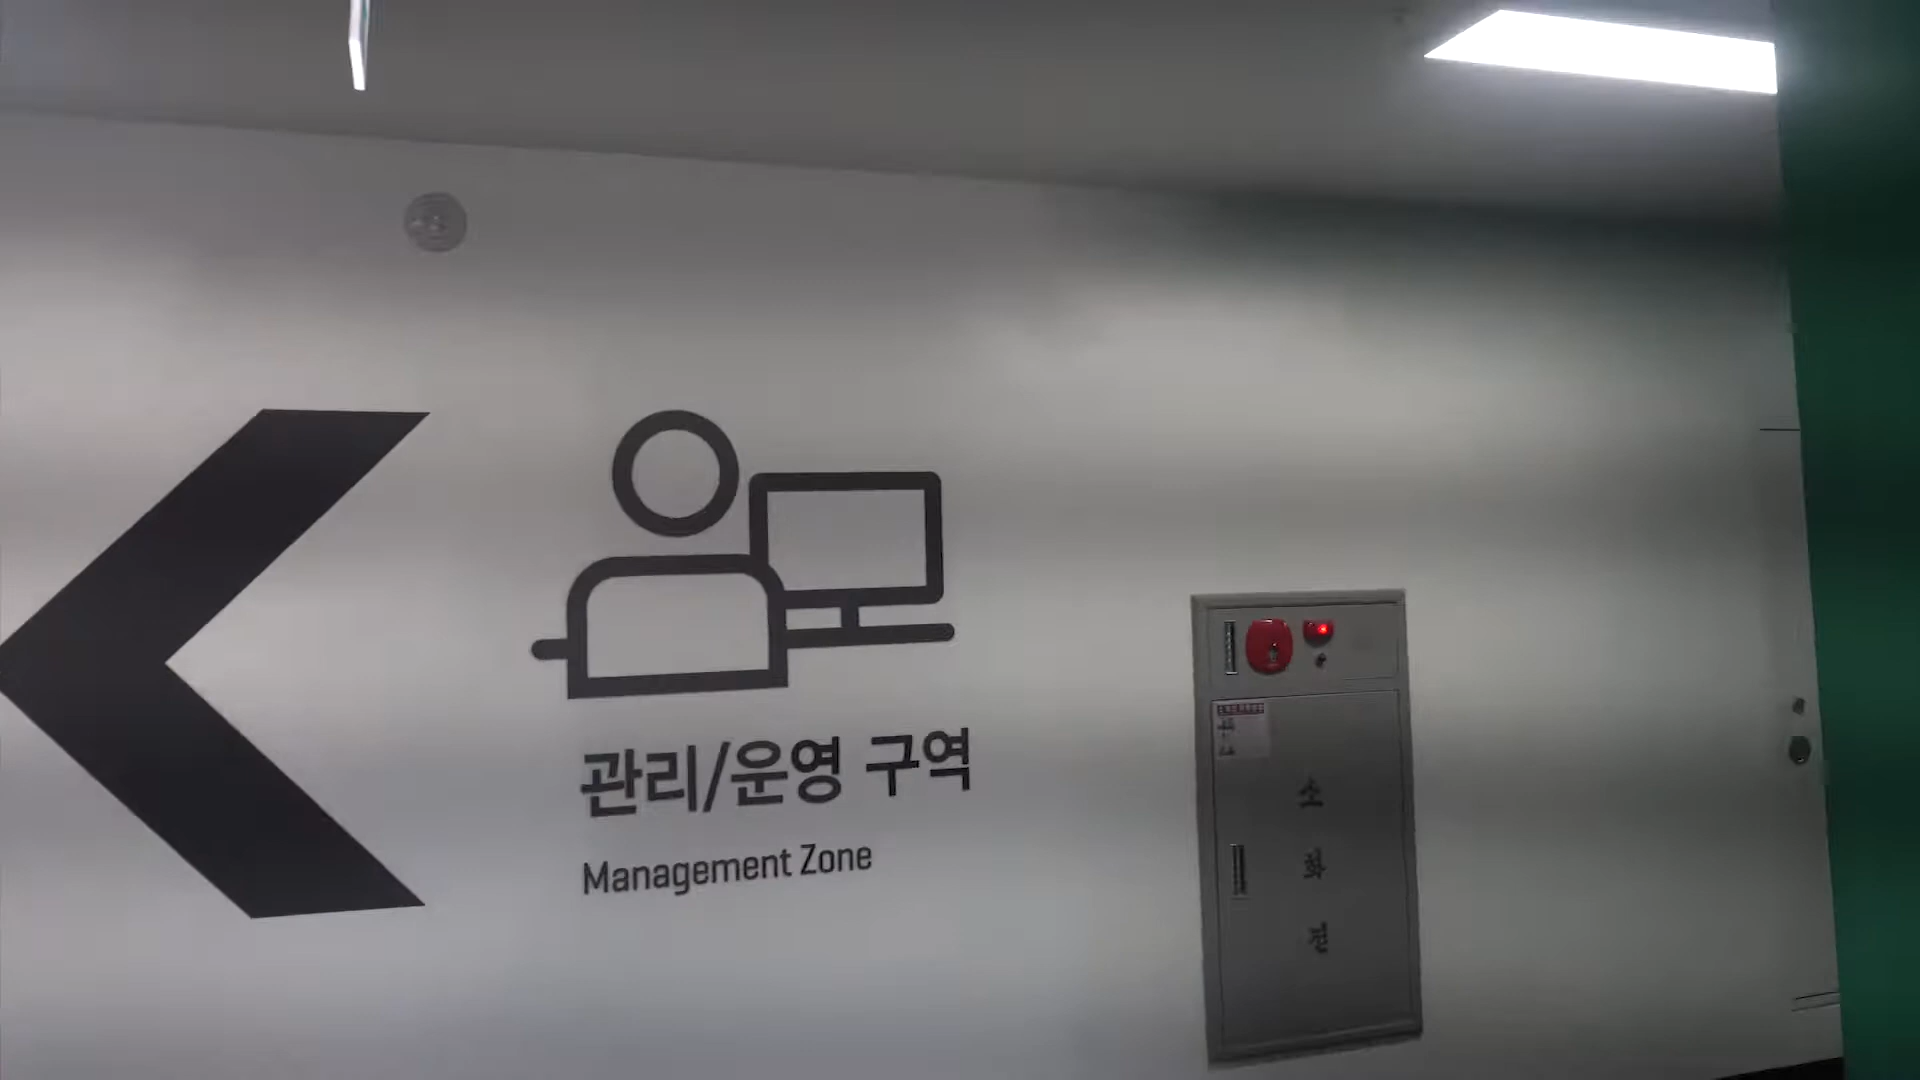 관리/운영 구역
Management Zone
소
화
전